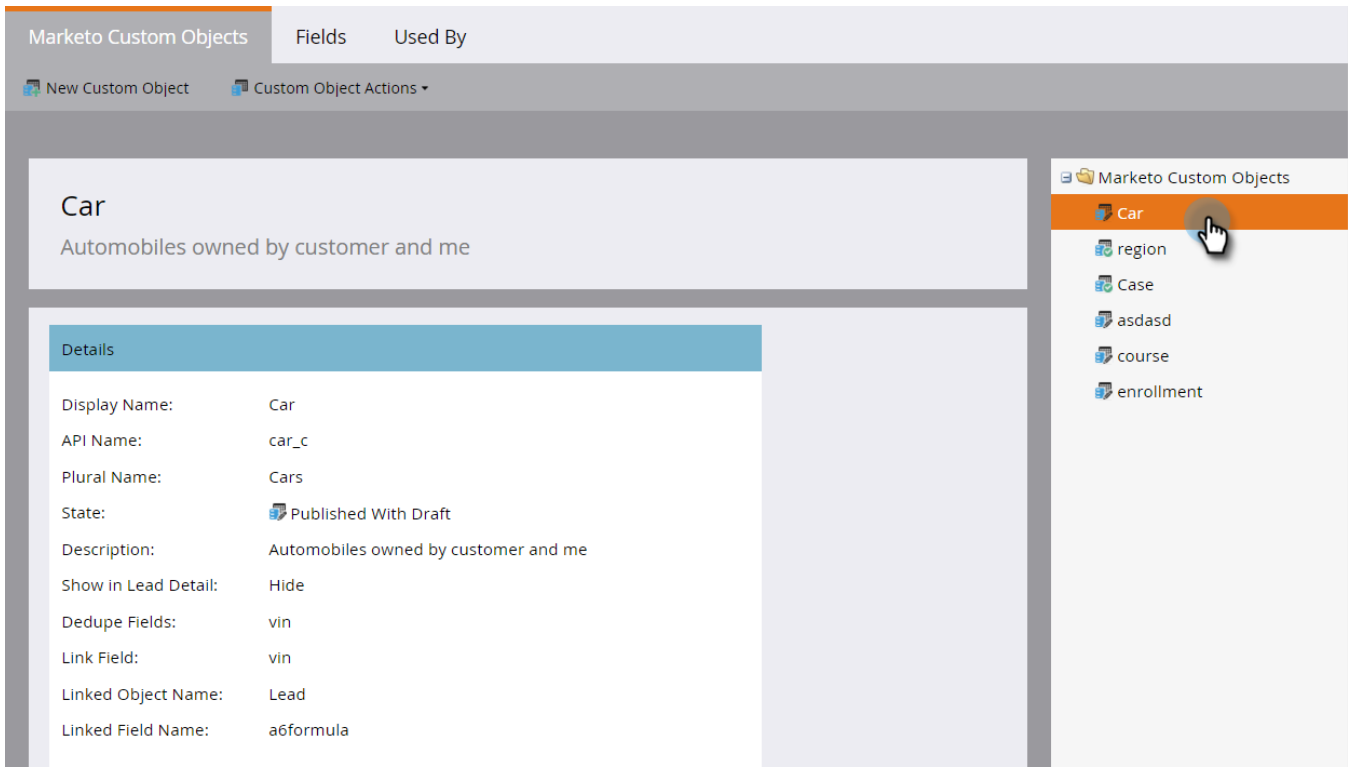 Marketo Custom Objects Fields Used By
New Custom Object Custom Object Actions
Car
Automobiles owned by customer and me
Details
Display Name: Car
API Name: car_c
Plural Name: Cars
State: Published With Draft
Description: Automobiles owned by customer and me
Show in Lead Detail: Hide
Dedupe Fields: vin
Link Field: vin
Linked Object Name: Lead
Linked Field Name: a6formula
Marketo Custom Objects
Car
region
Case
asdasd
course
enrollment